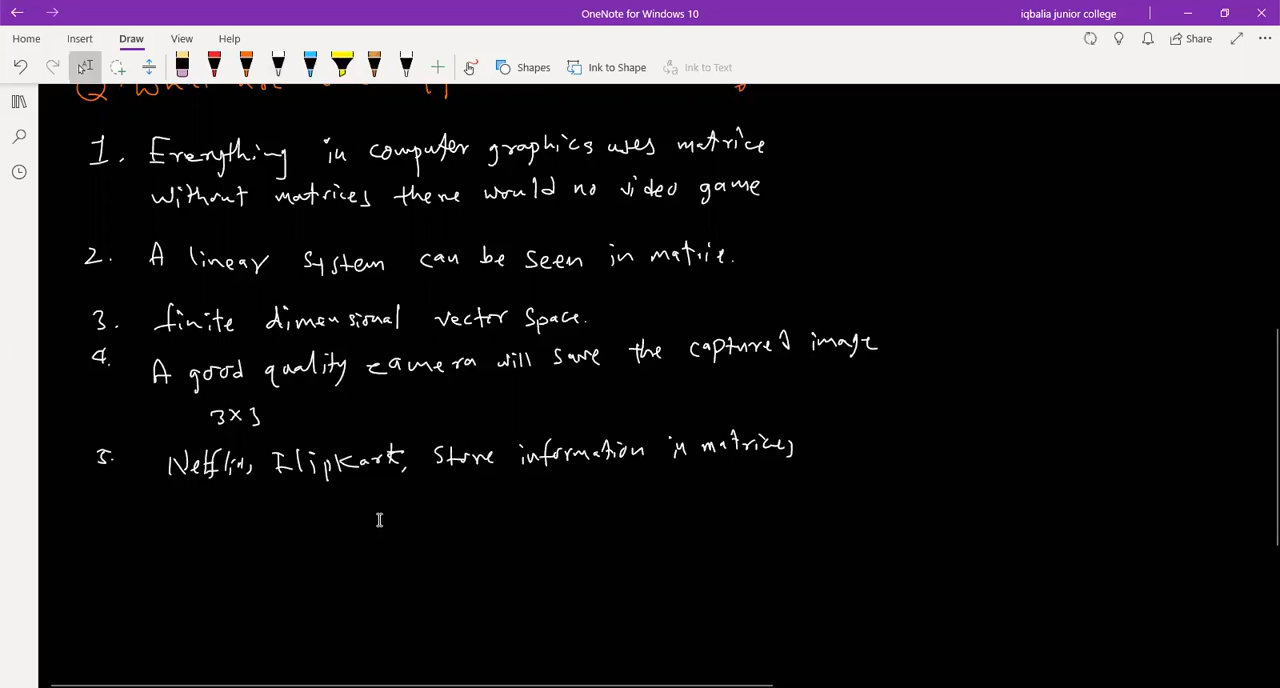 OneNote for Windows 10
iqbalia junior college
Home Insert Draw View Help
Share
Shapes Ink to Shape Ink to Text
1. Everything in computer graphics uses matrice
without matrices there would no video game
2. A linear system can be seen in matrie.
3. finite dimensional vector space.
4. A good quality camera will save the captured image
3×3
5. Netflix, Flipkart, store information in matrices